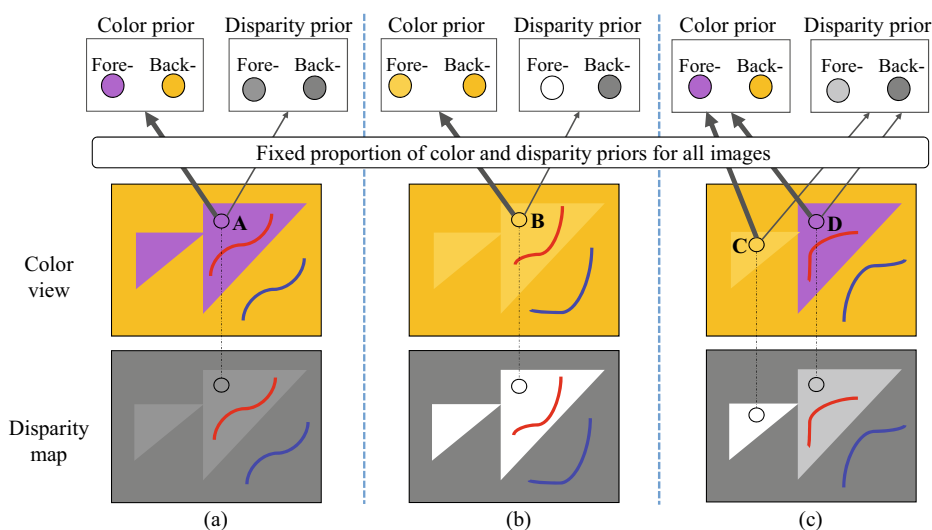 Color prior Disparity prior Color prior Disparity prior Color prior Disparity prior
Fore- Back- Fore- Back- Fore- Back- Fore- Back- Fore- Back- Fore- Back-
Fixed proportion of color and disparity priors for all images
A B C D
Color
view
Disparity
map
(a) (b) (c)